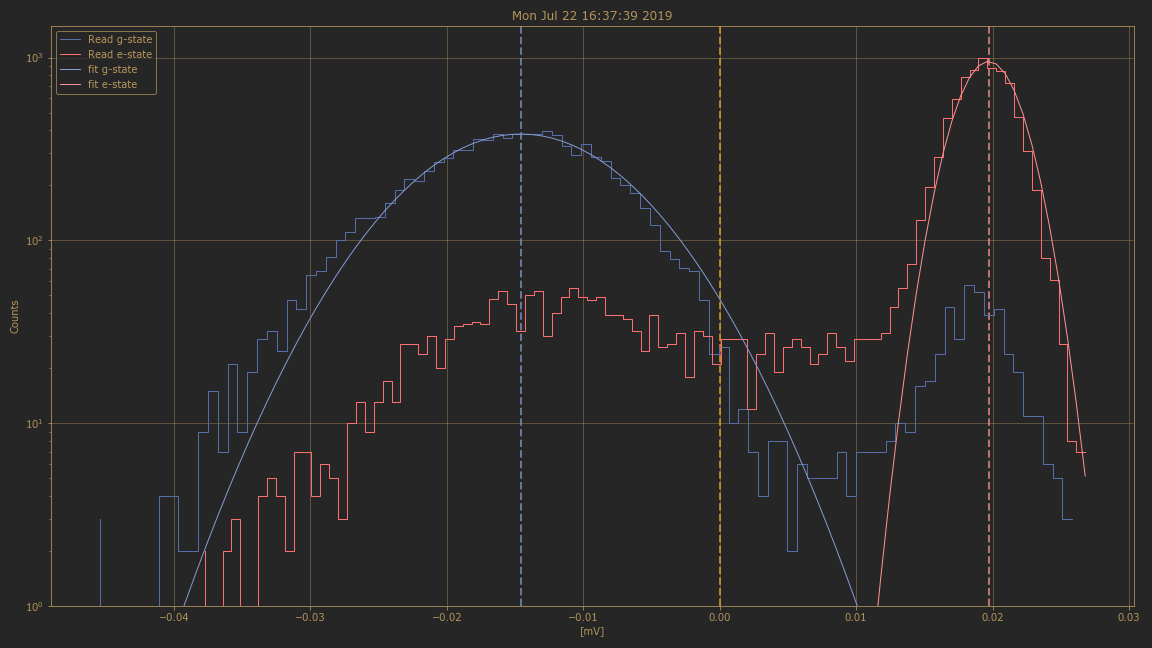 Mon Jul 22 16:37:39 2019
Read g-state
Read e-state
fit g-state
fit e-state
Counts
10³
10²
10¹
10⁰
−0.04 −0.03 −0.02 −0.01 0.00 0.01 0.02 0.03
[mV]